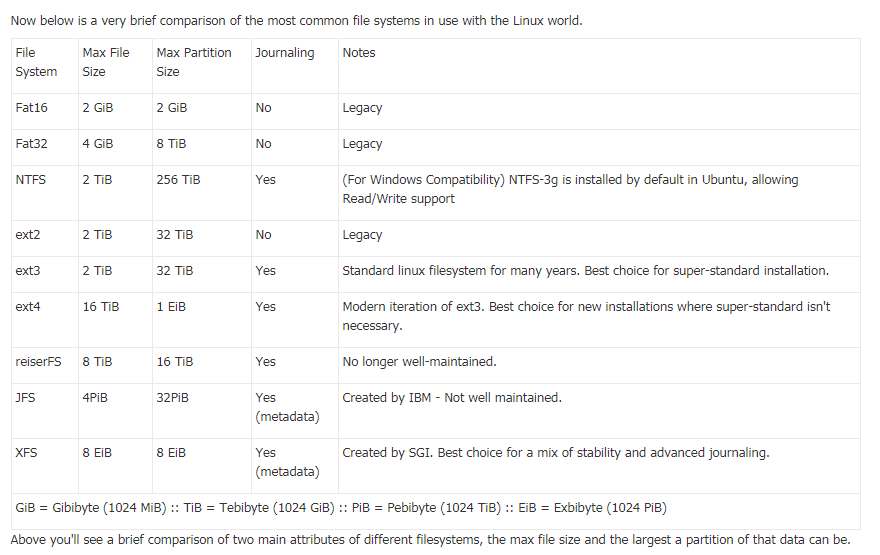 Now below is a very brief comparison of the most common file systems in use with the Linux world.
File System Max File Size Max Partition Size Journaling Notes
Fat16 2 GiB 2 GiB No Legacy
Fat32 4 GiB 8 TiB No Legacy
NTFS 2 TiB 256 TiB Yes (For Windows Compatibility) NTFS-3g is installed by default in Ubuntu, allowing
Read/Write support
ext2 2 TiB 32 TiB No Legacy
ext3 2 TiB 32 TiB Yes Standard linux filesystem for many years. Best choice for super-standard installation.
ext4 16 TiB 1 EiB Yes Modern iteration of ext3. Best choice for new installations where super-standard isn't
necessary.
reiserFS 8 TiB 16 TiB Yes No longer well-maintained.
JFS 4PiB 32PiB Yes (metadata) Created by IBM - Not well maintained.
XFS 8 EiB 8 EiB Yes (metadata) Created by SGI. Best choice for a mix of stability and advanced journaling.
GiB = Gibibyte (1024 MiB) :: TiB = Tebibyte (1024 GiB) :: PiB = Pebibyte (1024 TiB) :: EiB = Exbibyte (1024 PiB)
Above you'll see a brief comparison of two main attributes of different filesystems, the max file size and the largest a partition of that data can be.